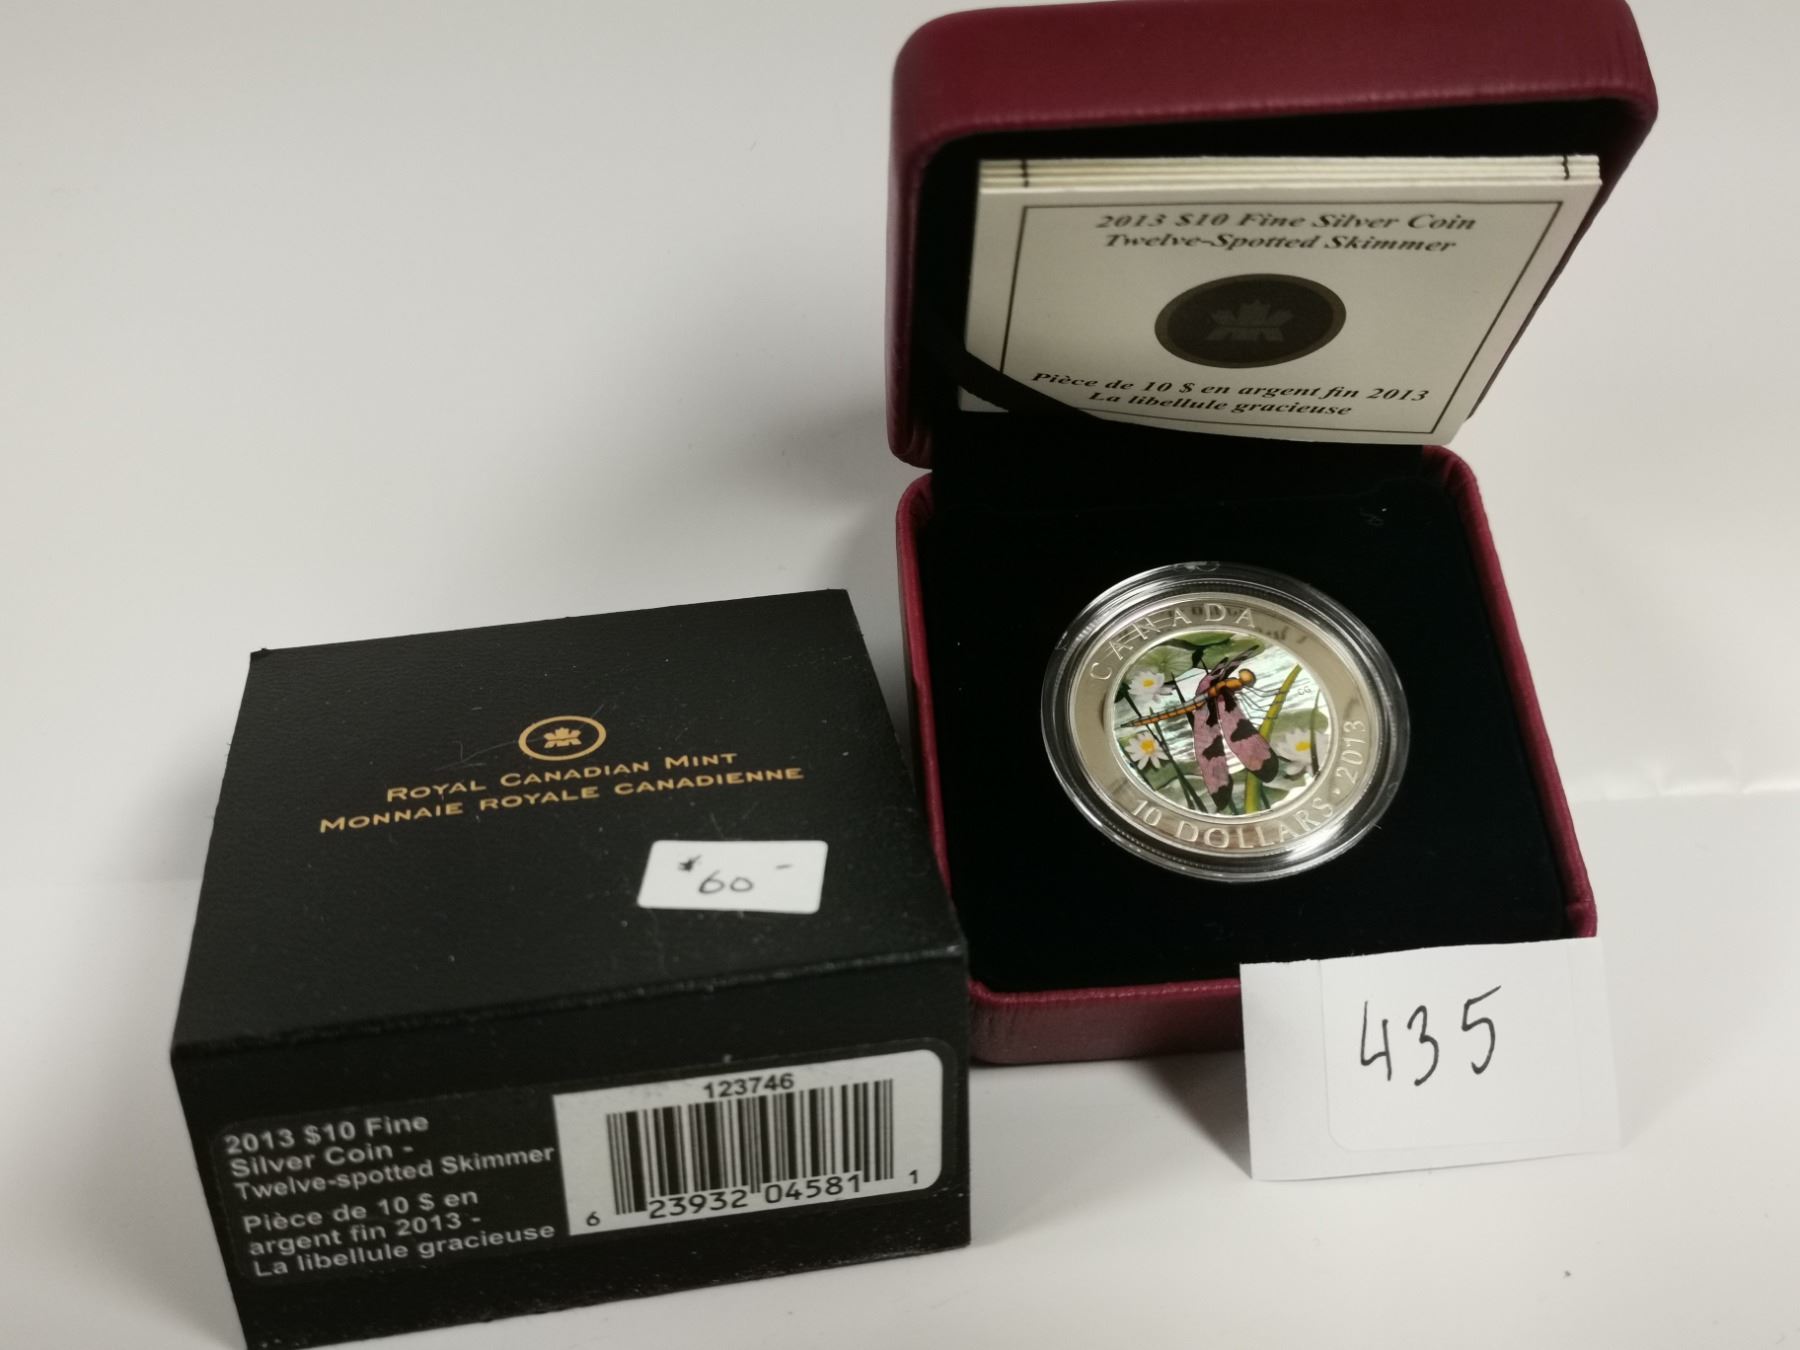 2013 $10 Fine Silver Coin
Twelve-Spotted Skimmer
Pièce de 10 $ en argent fin 2013
La libellule gracieuse
CANADA
CG
10 DOLLARS • 2013
ROYAL CANADIAN MINT
MONNAIE ROYALE CANADIENNE
$60-
435
2013 $10 Fine
Silver Coin -
Twelve-spotted Skimmer
Pièce de 10 $ en
argent fin 2013 -
La libellule gracieuse
123746
6 23932 04581 1